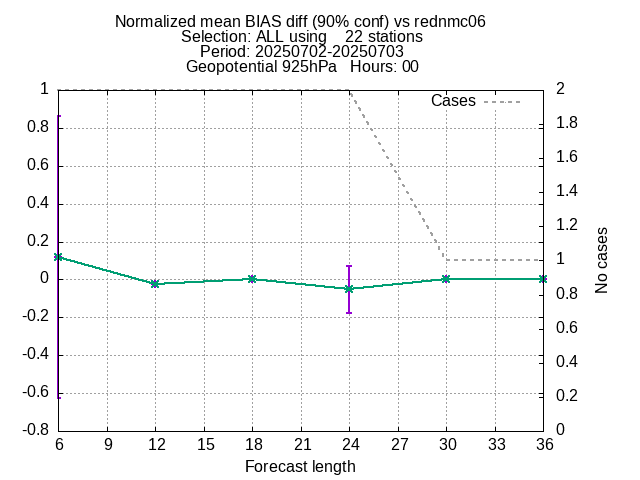 Normalized mean BIAS diff (90% conf) vs rednmc06
Selection: ALL using    22 stations
Period: 20250702-20250703
Geopotential 925hPa   Hours: 00
Cases
1
0.8
0.6
0.4
0.2
0
-0.2
-0.4
-0.6
-0.8
2
1.8
1.6
1.4
1.2
1
0.8
0.6
0.4
0.2
0
No cases
6 9 12 15 18 21 24 27 30 33 36
Forecast length